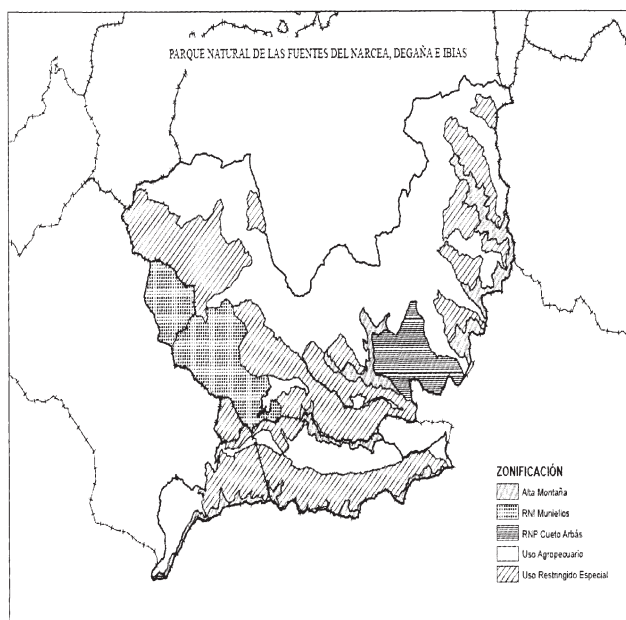 PARQUE NATURAL DE LAS FUENTES DEL NARCEA, DEGAÑA E IBIAS
ZONIFICACIÓN
Alta Montaña
RNI Muniellos
RNP Cueto Arbás
Uso Agropecuario
Uso Restringido Especial